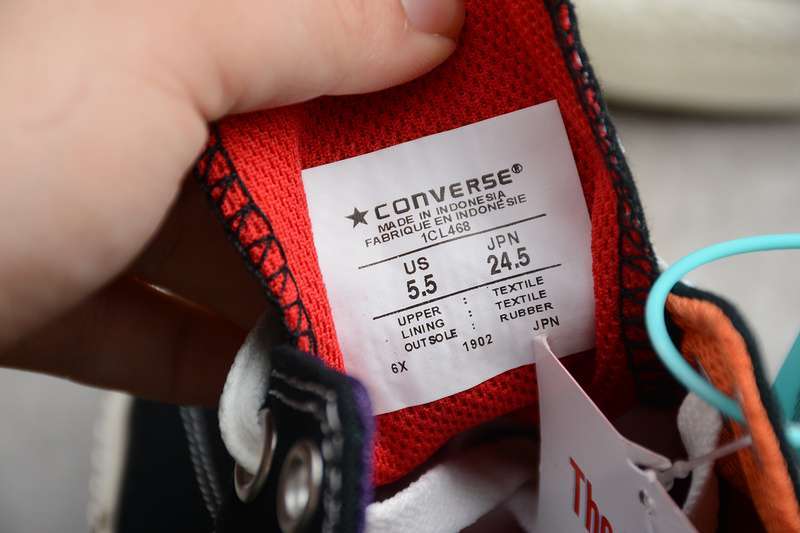 ★CONVERSE®
MADE IN INDONESIA
FABRIQUE EN INDONÉSIE
1CL468
US JPN
5.5 24.5
UPPER : TEXTILE
LINING : TEXTILE
OUTSOLE : RUBBER
6X 1902 JPN
The